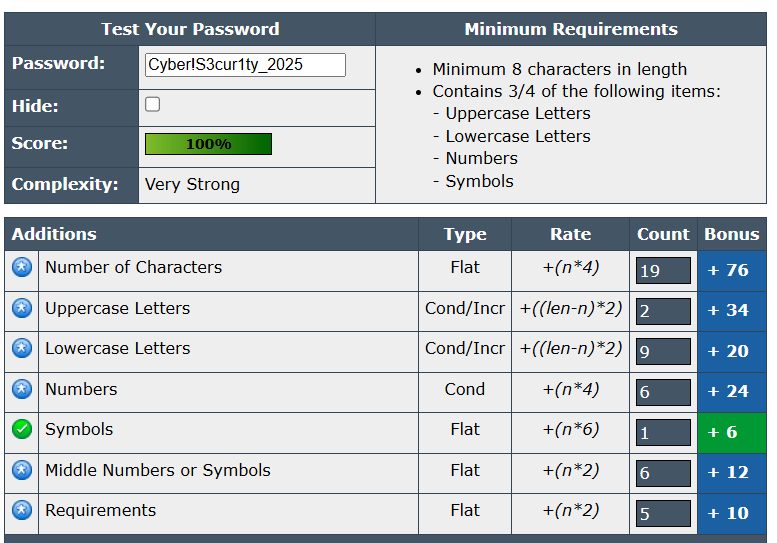 Test Your Password
Minimum Requirements
Password: Cyber!S3cur1ty_2025
Hide:
Score: 100%
Complexity: Very Strong
• Minimum 8 characters in length
• Contains 3/4 of the following items:
- Uppercase Letters
- Lowercase Letters
- Numbers
- Symbols
Additions Type Rate Count Bonus
Number of Characters Flat +(n*4) 19 + 76
Uppercase Letters Cond/Incr +((len-n)*2) 2 + 34
Lowercase Letters Cond/Incr +((len-n)*2) 9 + 20
Numbers Cond +(n*4) 6 + 24
Symbols Flat +(n*6) 1 + 6
Middle Numbers or Symbols Flat +(n*2) 6 + 12
Requirements Flat +(n*2) 5 + 10